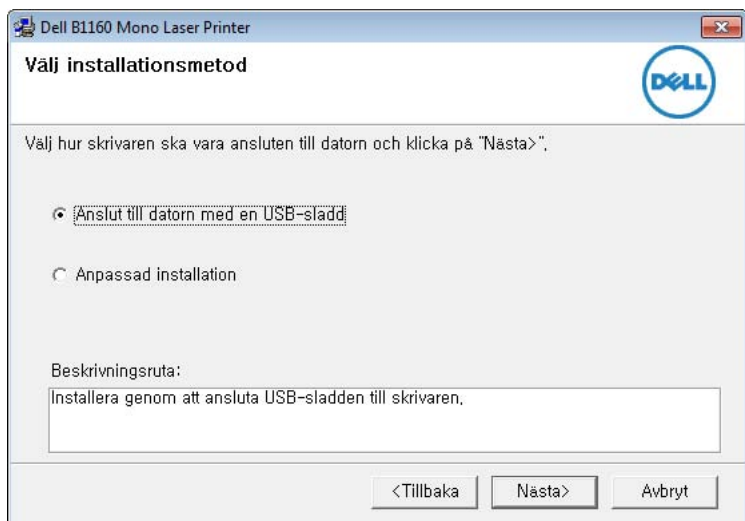 Dell B1160 Mono Laser Printer
Välj installationsmetod
DELL
Välj hur skrivaren ska vara ansluten till datorn och klicka på "Nästa>".
Anslut till datorn med en USB-sladd
Anpassad installation
Beskrivningsruta:
Installera genom att ansluta USB-sladden till skrivaren.
<Tillbaka
Nästa>
Avbryt